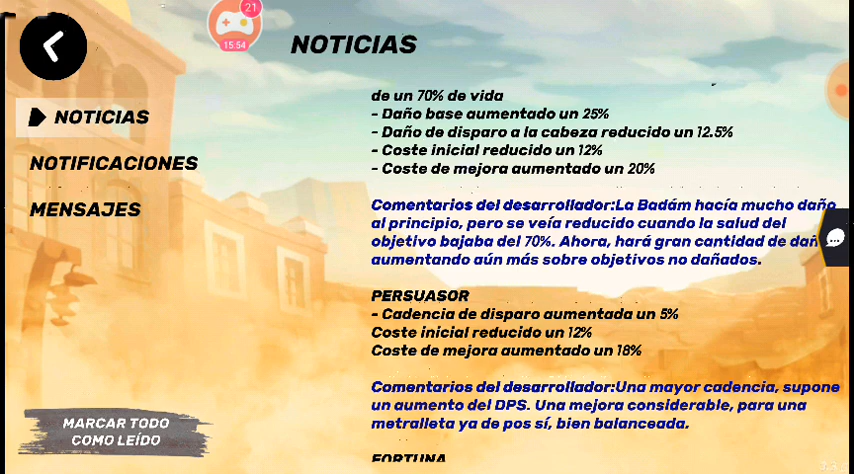 21
15:54
NOTICIAS
NOTICIAS
NOTIFICACIONES
MENSAJES
MARCAR TODO
COMO LEÍDO
de un 70% de vida
- Daño base aumentado un 25%
- Daño de disparo a la cabeza reducido un 12.5%
- Coste inicial reducido un 12%
- Coste de mejora aumentado un 20%
Comentarios del desarrollador:La Badám hacía mucho daño
al principio, pero se veía reducido cuando la salud del
objetivo bajaba del 70%. Ahora, hará gran cantidad de
aumentando aún más sobre objetivos no dañados.
PERSUASOR
- Cadencia de disparo aumentada un 5%
Coste inicial reducido un 12%
Coste de mejora aumentado un 18%
Comentarios del desarrollador:Una mayor cadencia, supone
un aumento del DPS. Una mejora considerable, para una
metralleta ya de pos sí, bien balanceada.
FORTUNA